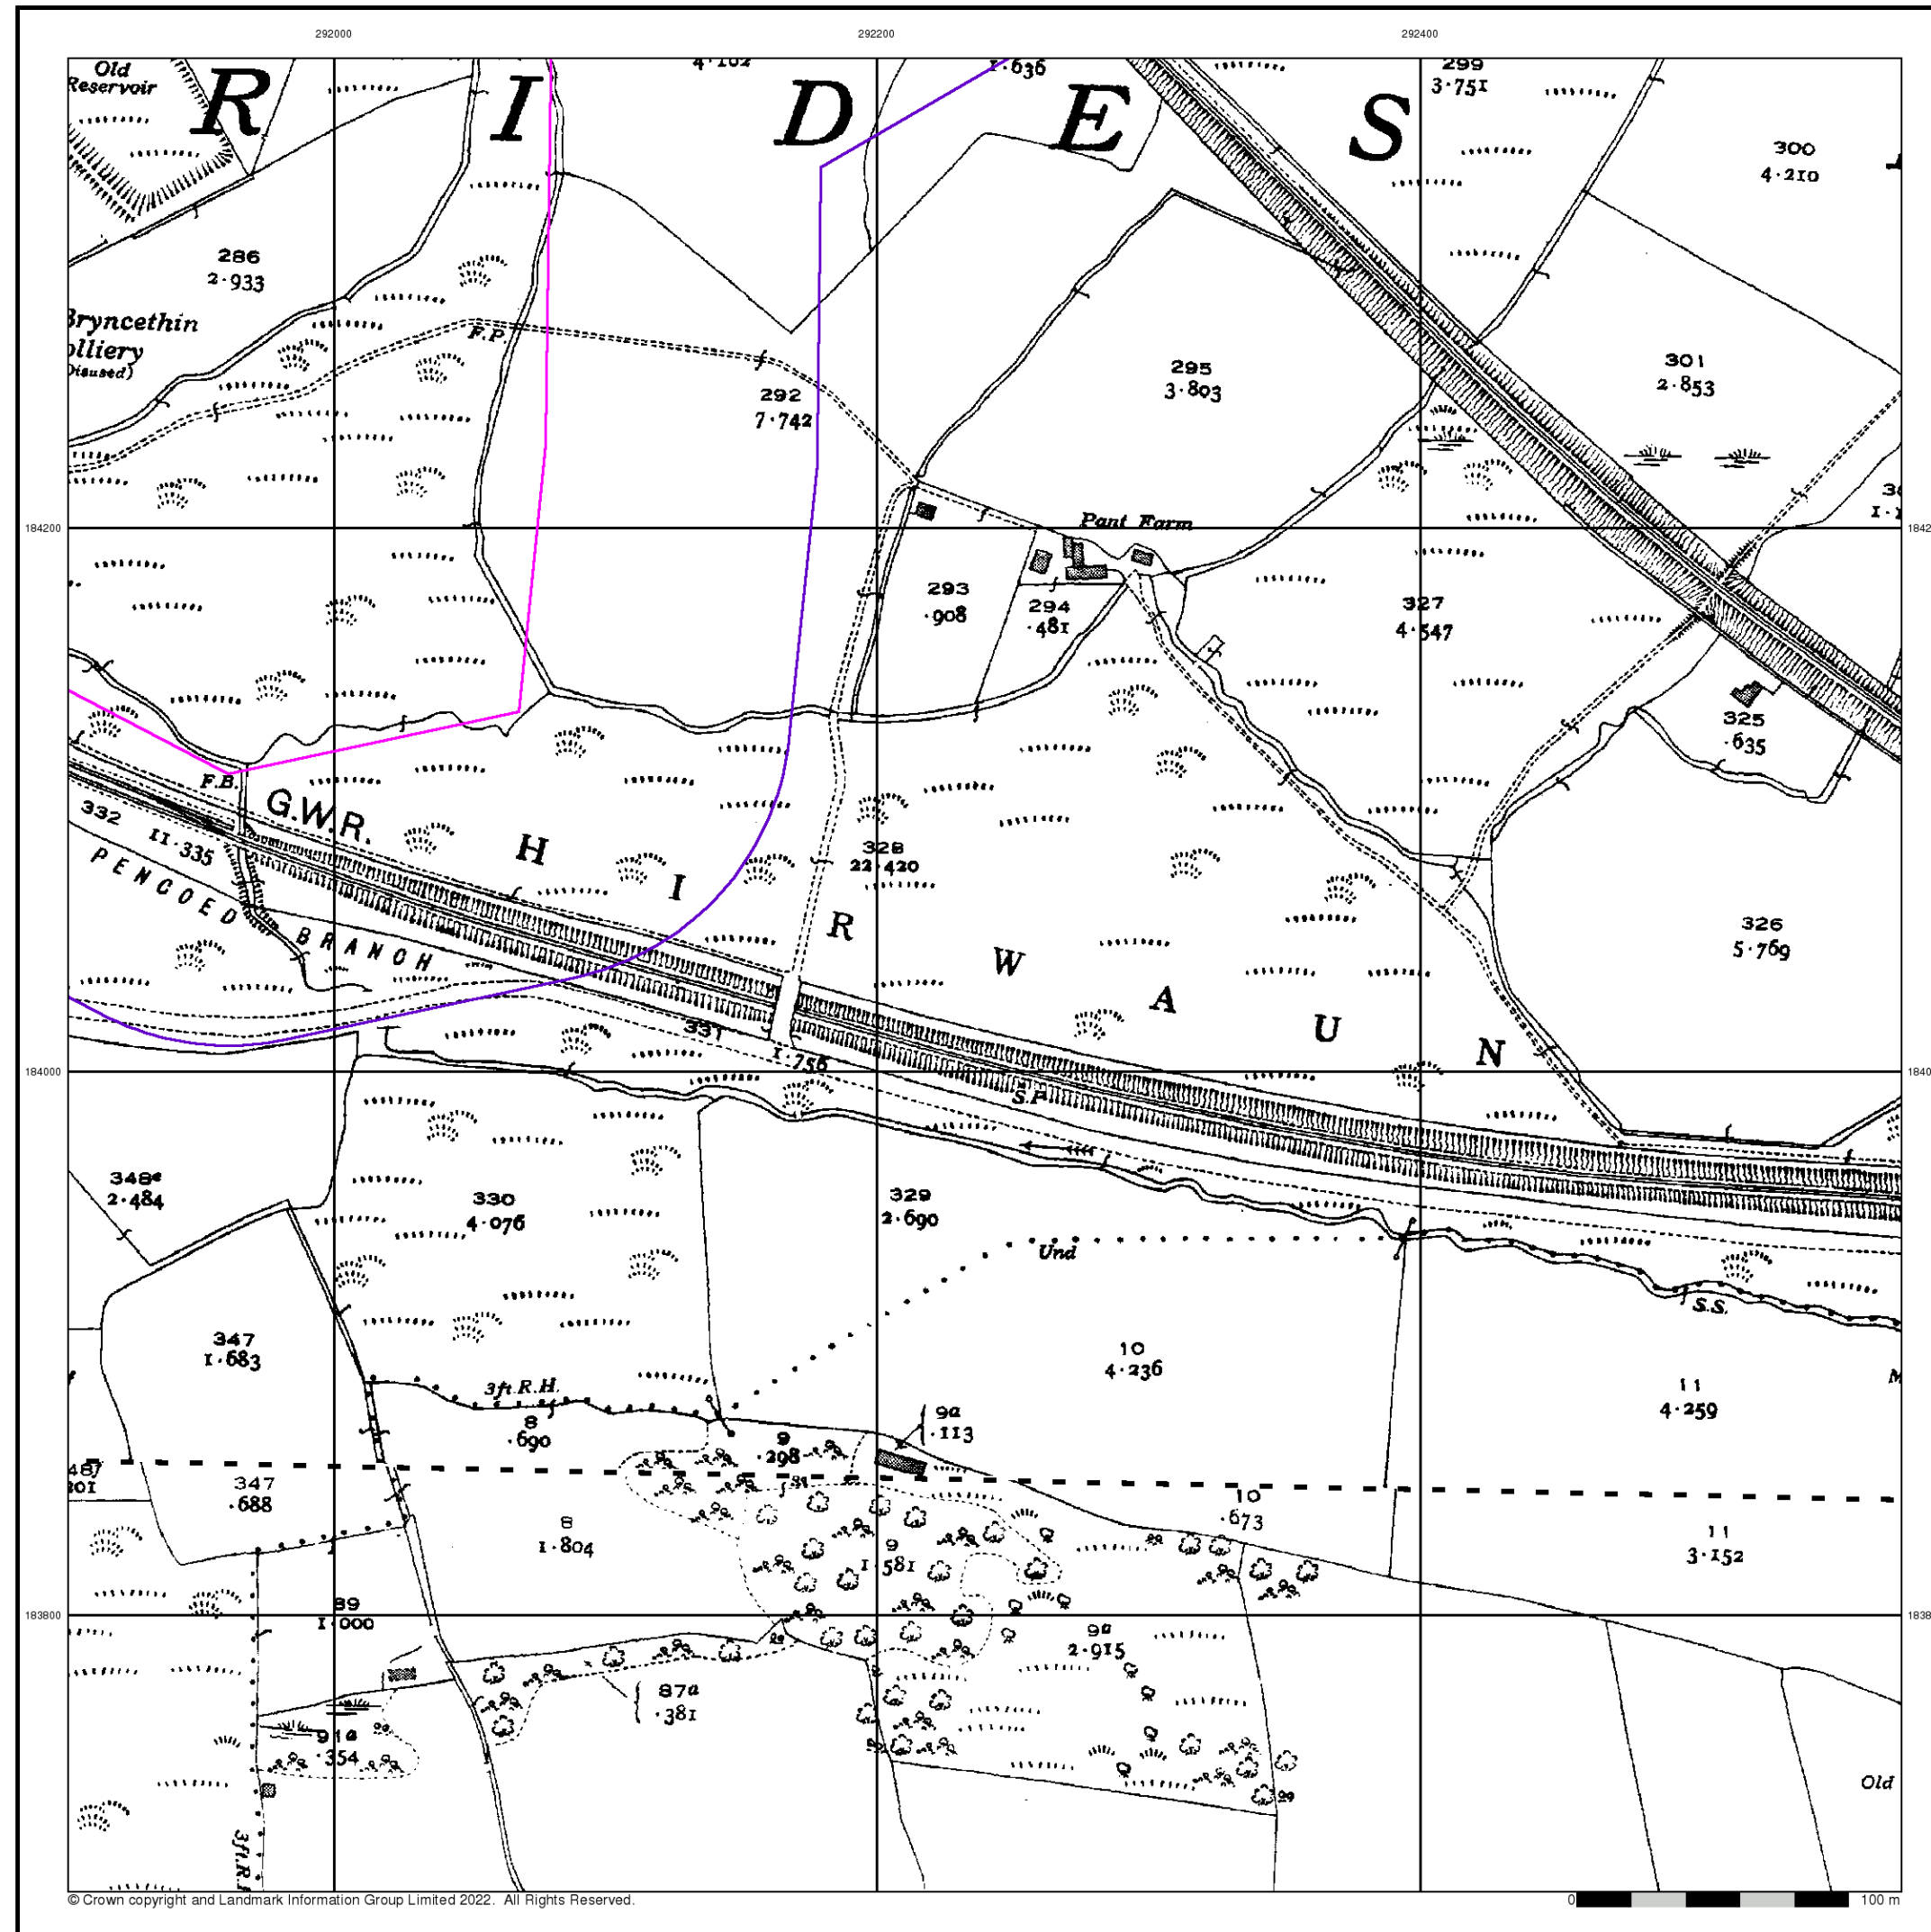 292000
292200
292400
Old
Reservoir
R I D E S
4·102
1·636
299
3·751
300
4·210
286
2·933
Bryncethin
olliery
(Disused)
F.P.
292
7·742
295
3·803
301
2·853
184200
Pant Farm
293
·908
294
·481
327
4·547
325
·635
F.B.
G.W.R.
332
11·335
PENCOED BRANCH
H I R W A U N
328
22·420
326
5·769
331
1·756
184000
S.P.
348c
2·484
330
4·076
329
2·690
Und
S.S.
347
1·683
10
4·236
11
4·259
3ft.R.H.
8
·690
9
·298
9a
·113
347
·688
8
1·804
9
1·581
10
·673
11
3·152
183800
89
1·000
9a
2·915
87a
·381
91a
·354
Old
3ft.R.
© Crown copyright and Landmark Information Group Limited 2022. All Rights Reserved.
0
100 m